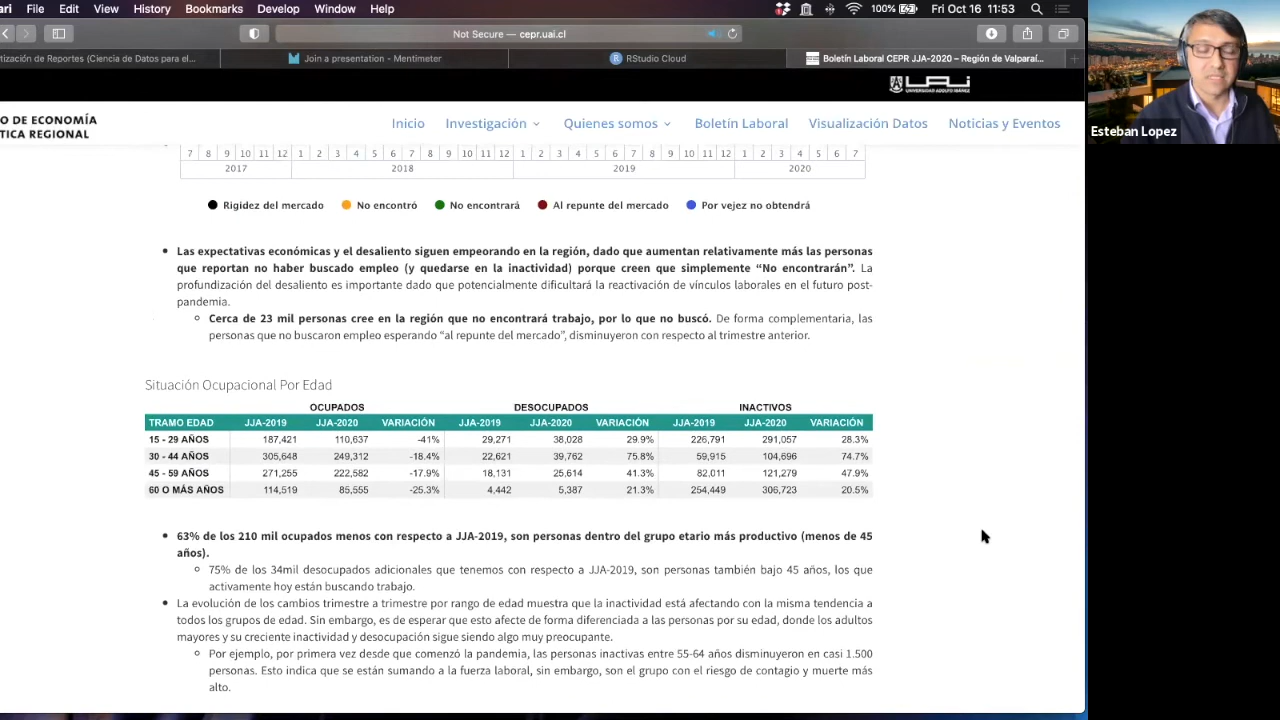 ari File Edit View History Bookmarks Develop Window Help 100% Fri Oct 16 11:53
Not Secure — cepr.uai.cl
tización de Reportes (Ciencia de Datos para el... Join a presentation - Mentimeter RStudio Cloud Boletín Laboral CEPR JJA-2020 – Región de Valparaí...
UAI
UNIVERSIDAD ADOLFO IBÁÑEZ
O DE ECONOMÍA
TICA REGIONAL
Inicio Investigación Quienes somos Boletín Laboral Visualización Datos Noticias y Eventos
Esteban Lopez
7 8 9 10 11 12 1 2 3 4 5 6 7 8 9 10 11 12 1 2 3 4 5 6 7 8 9 10 11 12 1 2 3 4 5 6 7
2017 2018 2019 2020
Rigidez del mercado No encontró No encontrará Al repunte del mercado Por vejez no obtendrá
Las expectativas económicas y el desaliento siguen empeorando en la región, dado que aumentan relativamente más las personas
que reportan no haber buscado empleo (y quedarse en la inactividad) porque creen que simplemente “No encontrarán”. La
profundización del desaliento es importante dado que potencialmente dificultará la reactivación de vínculos laborales en el futuro post-
pandemia.
Cerca de 23 mil personas cree en la región que no encontrará trabajo, por lo que no buscó. De forma complementaria, las
personas que no buscaron empleo esperando “al repunte del mercado”, disminuyeron con respecto al trimestre anterior.
Situación Ocupacional Por Edad
OCUPADOS DESOCUPADOS INACTIVOS
TRAMO EDAD JJA-2019 JJA-2020 VARIACIÓN JJA-2019 JJA-2020 VARIACIÓN JJA-2019 JJA-2020 VARIACIÓN
15 - 29 AÑOS 187,421 110,637 -41% 29,271 38,028 29.9% 226,791 291,057 28.3%
30 - 44 AÑOS 305,648 249,312 -18.4% 22,621 39,762 75.8% 59,915 104,696 74.7%
45 - 59 AÑOS 271,255 222,582 -17.9% 18,131 25,614 41.3% 82,011 121,279 47.9%
60 O MÁS AÑOS 114,519 85,555 -25.3% 4,442 5,387 21.3% 254,449 306,723 20.5%
63% de los 210 mil ocupados menos con respecto a JJA-2019, son personas dentro del grupo etario más productivo (menos de 45
años).
75% de los 34mil desocupados adicionales que tenemos con respecto a JJA-2019, son personas también bajo 45 años, los que
activamente hoy están buscando trabajo.
La evolución de los cambios trimestre a trimestre por rango de edad muestra que la inactividad está afectando con la misma tendencia a
todos los grupos de edad. Sin embargo, es de esperar que esto afecte de forma diferenciada a las personas por su edad, donde los adultos
mayores y su creciente inactividad y desocupación sigue siendo algo muy preocupante.
Por ejemplo, por primera vez desde que comenzó la pandemia, las personas inactivas entre 55-64 años disminuyeron en casi 1.500
personas. Esto indica que se están sumando a la fuerza laboral, sin embargo, son el grupo con el riesgo de contagio y muerte más
alto.